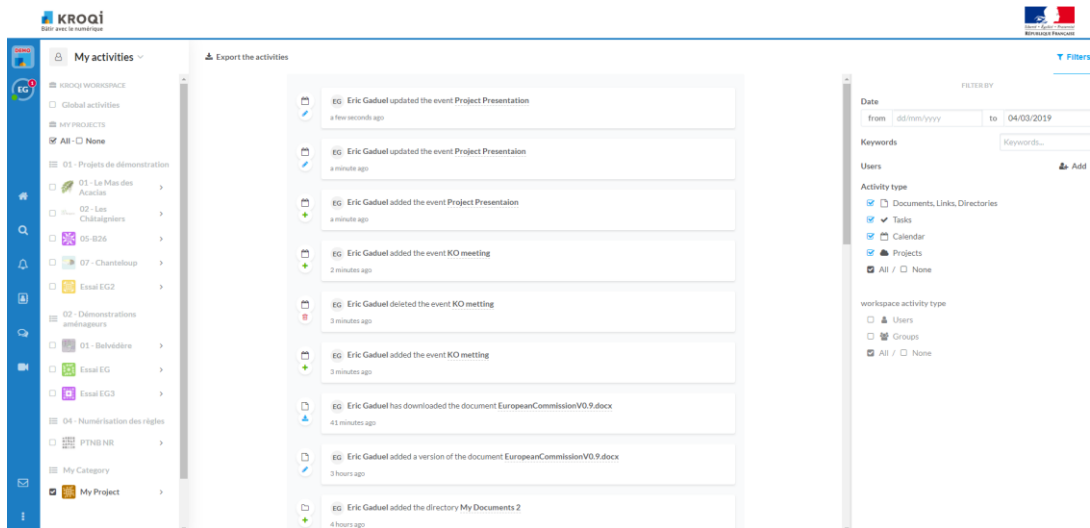 KROQi
Bâtir avec le numérique
RÉPUBLIQUE FRANÇAISE
DEMO
My activities
Export the activities
Filters
EG
1
KROQI WORKSPACE
Global activities
MY PROJECTS
All - None
01 - Projets de démonstration
01 - Le Mas des
Acacias
02 - Les
Châtaigniers
05-B26
07 - Chanteloup
Essai EG2
02 - Démonstrations
aménageurs
01 - Belvédère
Essai EG
Essai EG3
04 - Numérisation des règles
PTNB NR
My Category
My Project
EG Eric Gaduel updated the event Project Presentation
a few seconds ago
EG Eric Gaduel updated the event Project Presentaion
a minute ago
EG Eric Gaduel added the event Project Presentaion
a minute ago
EG Eric Gaduel added the event KO meeting
2 minutes ago
EG Eric Gaduel deleted the event KO metting
3 minutes ago
EG Eric Gaduel added the event KO metting
3 minutes ago
EG Eric Gaduel has downloaded the document EuropeanCommissionV0.9.docx
41 minutes ago
EG Eric Gaduel added a version of the document EuropeanCommissionV0.9.docx
3 hours ago
EG Eric Gaduel added the directory My Documents 2
4 hours ago
FILTER BY
Date
from dd/mm/yyyy to 04/03/2019
Keywords Keywords...
Users Add
Activity type
Documents, Links, Directories
Tasks
Calendar
Projects
All / None
workspace activity type
Users
Groups
All / None